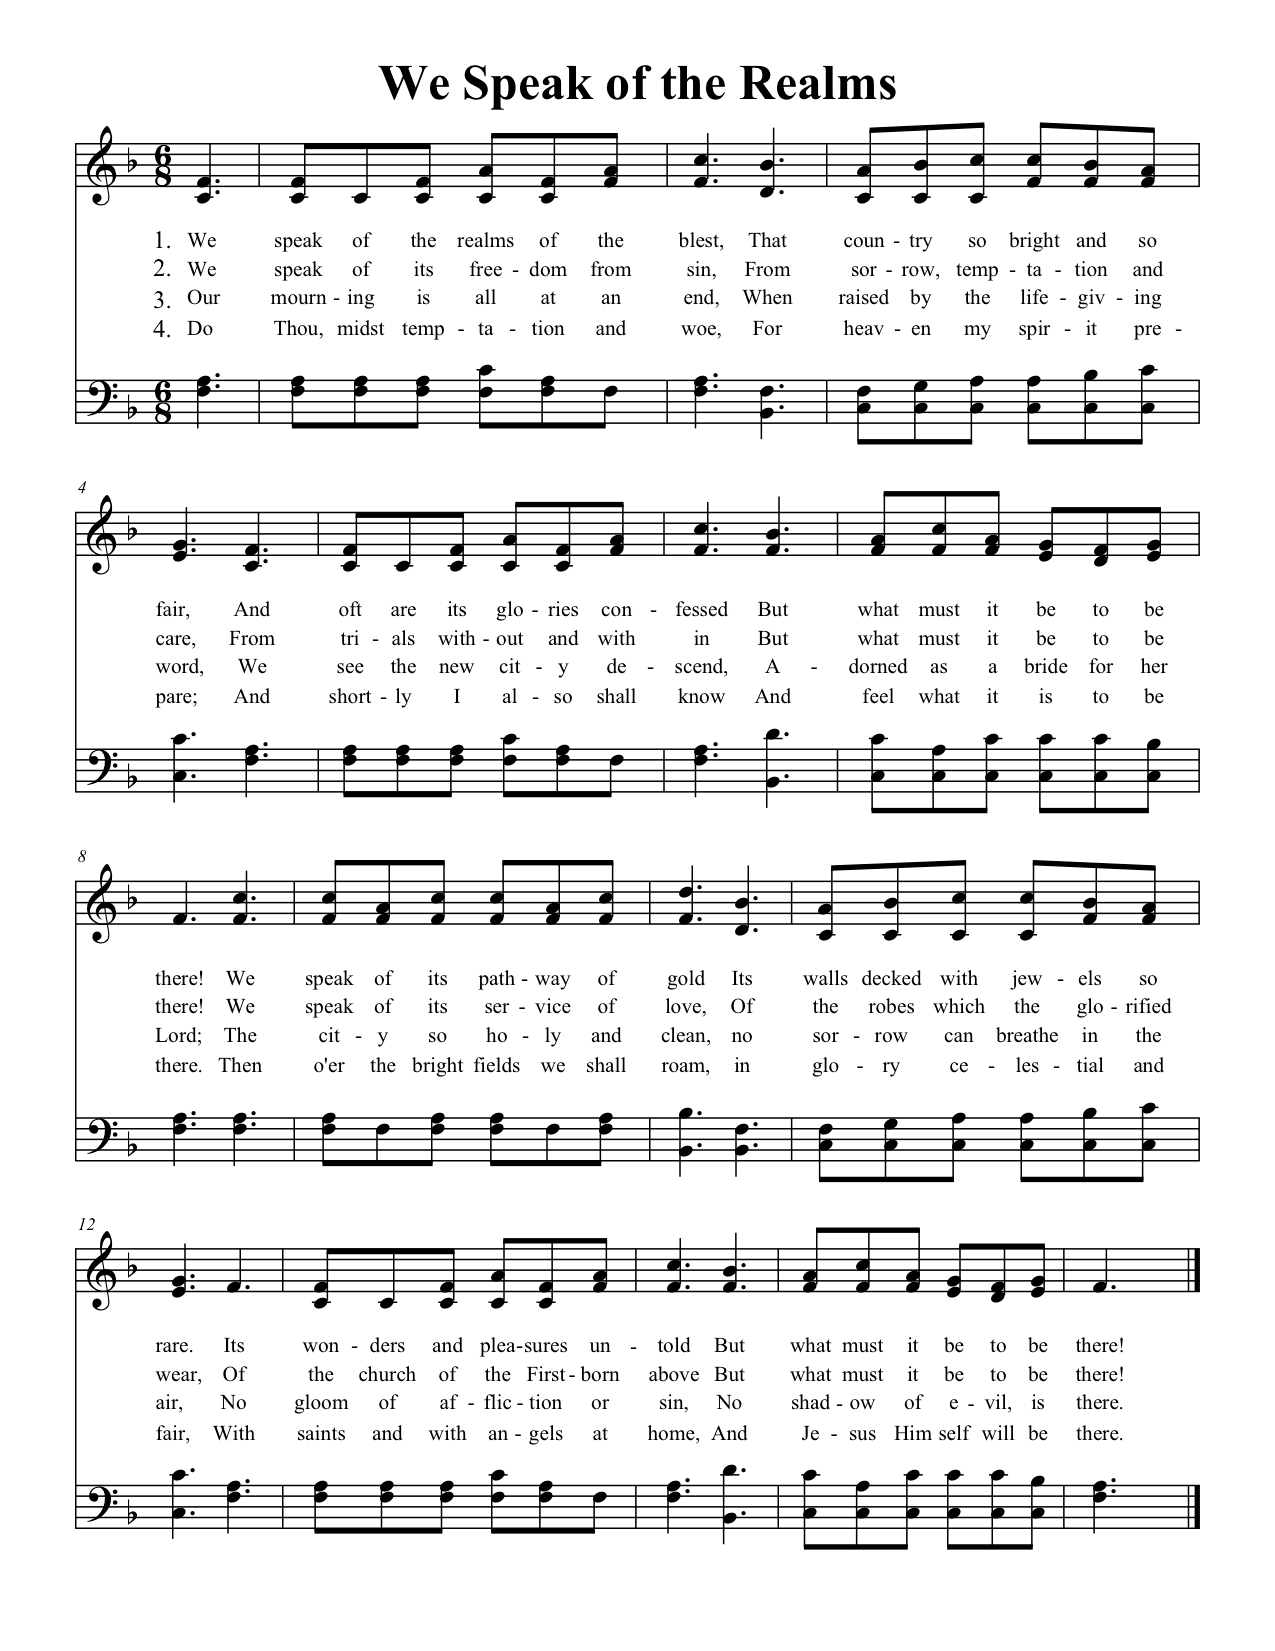 We Speak of the Realms
6 8
1. We speak of the realms of the blest, That coun - try so bright and so
2. We speak of its free - dom from sin, From sor - row, temp - ta - tion and
3. Our mourn - ing is all at an end, When raised by the life - giv - ing
4. Do Thou, midst temp - ta - tion and woe, For heav - en my spir - it pre -
6 8
4
fair, And oft are its glo - ries con - fessed But what must it be to be
care, From tri - als with - out and with in But what must it be to be
word, We see the new cit - y de - scend, A - dorned as a bride for her
pare; And short - ly I al - so shall know And feel what it is to be
8
there! We speak of its path - way of gold Its walls decked with jew - els so
there! We speak of its ser - vice of love, Of the robes which the glo - rified
Lord; The cit - y so ho - ly and clean, no sor - row can breathe in the
there. Then o'er the bright fields we shall roam, in glo - ry ce - les - tial and
12
rare. Its won - ders and plea-sures un - told But what must it be to be there!
wear, Of the church of the First - born above But what must it be to be there!
air, No gloom of af - flic - tion or sin, No shad - ow of e - vil, is there.
fair, With saints and with an - gels at home, And Je - sus Him self will be there.